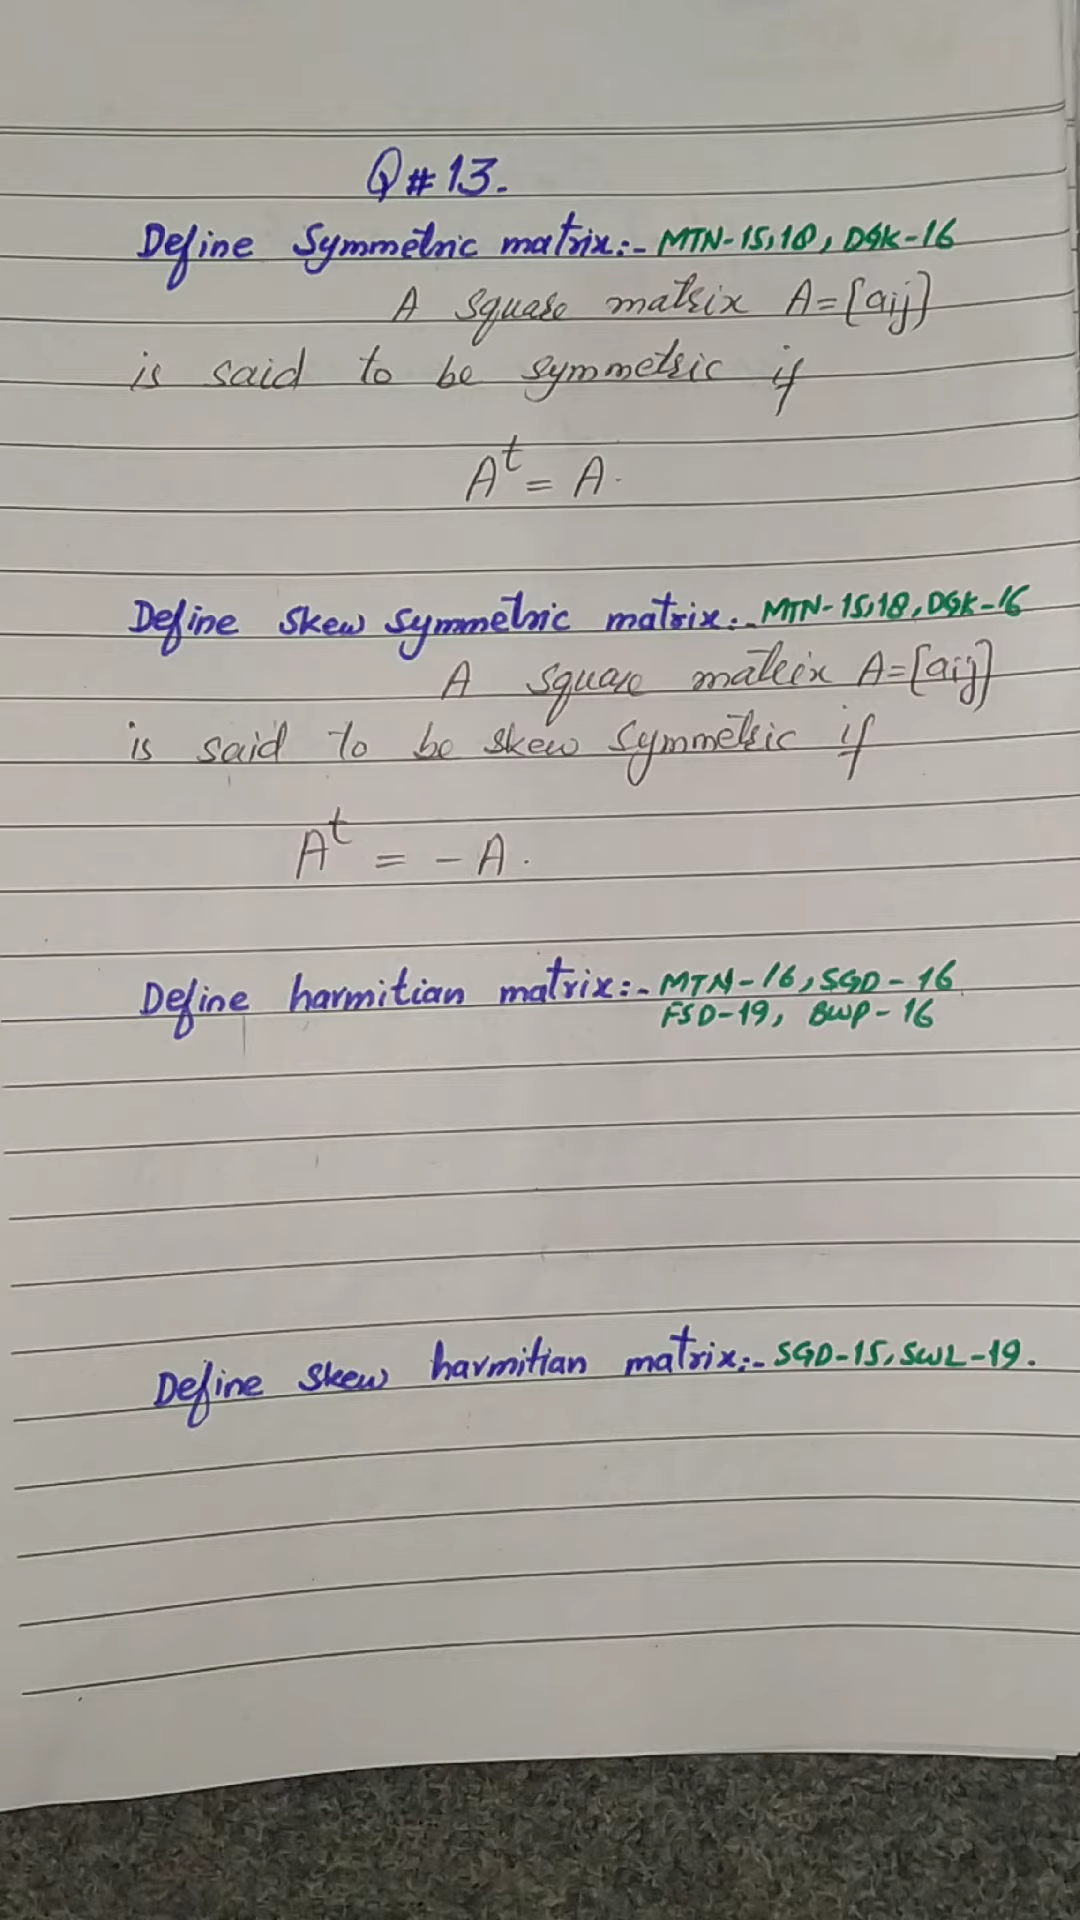 Q # 13.
Define Symmetric matrix:- MTN-15,18, DGK-16
A square matrix A=[aij]
is said to be symmetric if
Aᵗ = A.
Define skew symmetric matrix:- MTN-15,18, DGK-16
A square matrix A=[aij]
is said to be skew symmetric if
Aᵗ = - A.
Define harmitian matrix:- MTN-16, SGD-16
FSD-19, BWP-16
Define skew harmitian matrix:- SGD-15, SWL-19.